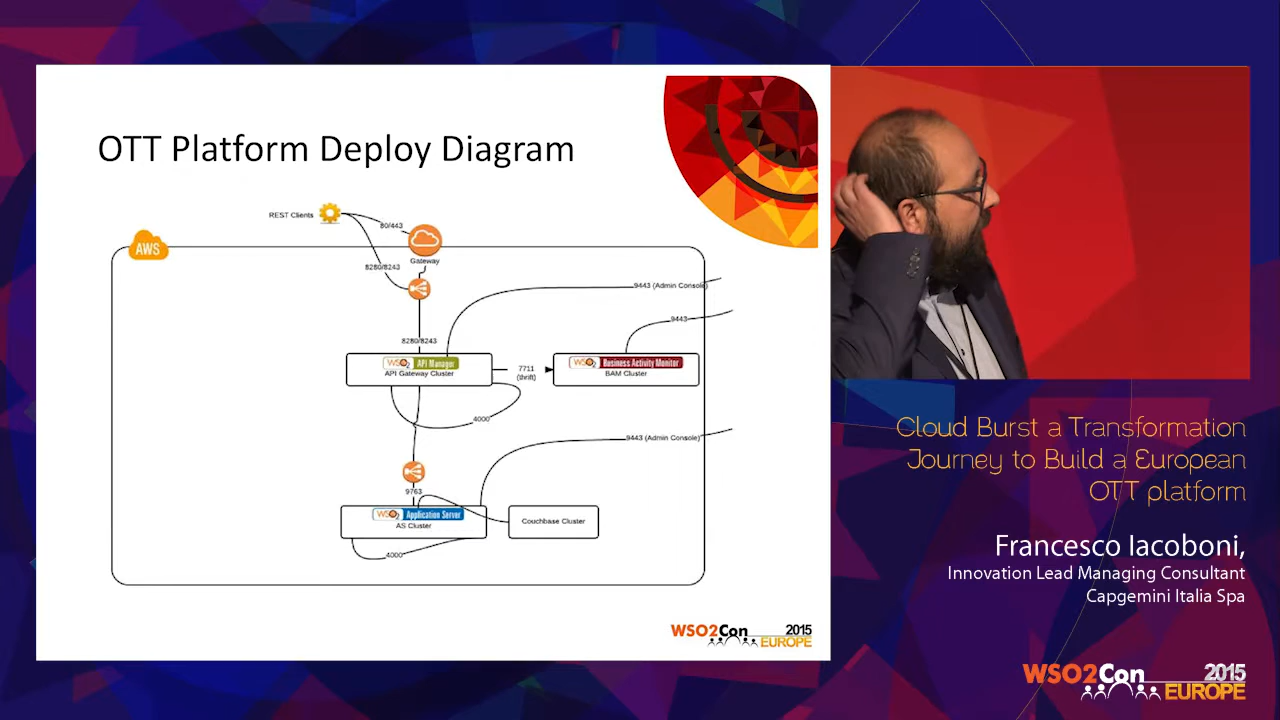 OTT Platform Deploy Diagram
REST Clients
80/443
AWS
Gateway
8280/8243
9443 (Admin Console)
9443
8280/8243
WSO2 API Manager
API Gateway Cluster
7711
(thrift)
WSO2 Business Activity Monitor
BAM Cluster
4000
9443 (Admin Console)
9763
WSO2 Application Server
AS Cluster
Couchbase Cluster
4000
WSO2Con 2015
EUROPE
Cloud Burst a Transformation
Journey to Build a European
OTT platform
Francesco Iacoboni,
Innovation Lead Managing Consultant
Capgemini Italia Spa
WSO2Con 2015
EUROPE